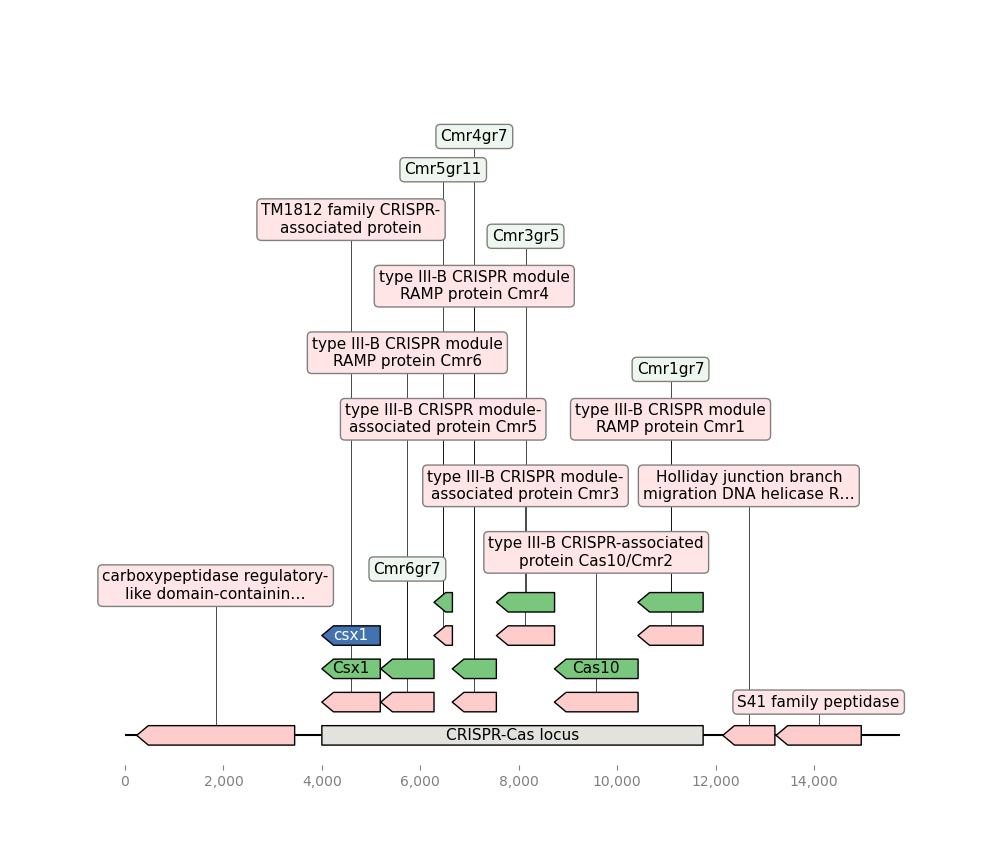 Cmr4gr7
Cmr5gr11
TM1812 family CRISPR-
associated protein
Cmr3gr5
type III-B CRISPR module
RAMP protein Cmr4
type III-B CRISPR module
RAMP protein Cmr6
Cmr1gr7
type III-B CRISPR module-
associated protein Cmr5
type III-B CRISPR module
RAMP protein Cmr1
type III-B CRISPR module-
associated protein Cmr3
Holliday junction branch
migration DNA helicase R...
type III-B CRISPR-associated
protein Cas10/Cmr2
Cmr6gr7
carboxypeptidase regulatory-
like domain-containin...
csx1
Csx1
Cas10
S41 family peptidase
CRISPR-Cas locus
0 2,000 4,000 6,000 8,000 10,000 12,000 14,000